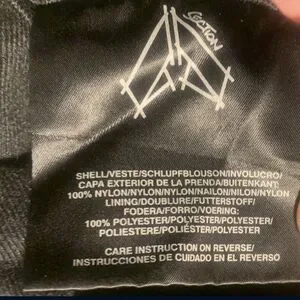 SHELL/VESTE/SCHLUPFBLOUSON/INVOLUCRO/
CAPA EXTERIOR DE LA PRENDA/BUITENKANT:
100% NYLON/NYLON/NYLON/NAILON/NILON/NYLON
LINING/DOUBLURE/FUTTERSTOFF/
FODERA/FORRO/VOERING:
100% POLYESTER/POLYESTER/POLYESTER/
POLIESTERE/POLIÉSTER/POLYESTER
CARE INSTRUCTION ON REVERSE/
INSTRUCCIONES DE CUIDADO EN EL REVERSO